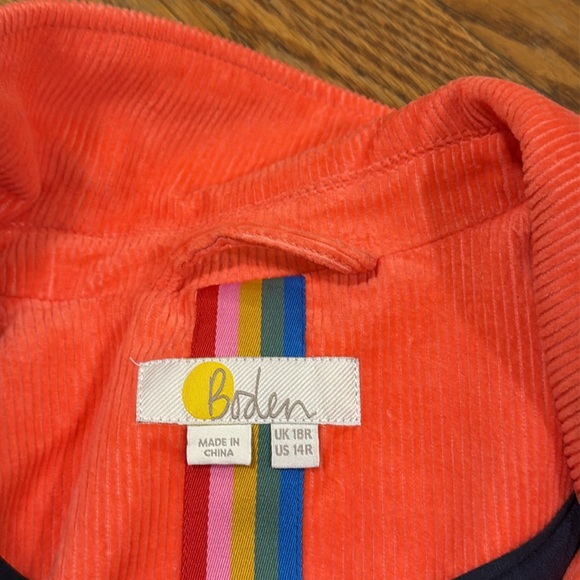 Boden
MADE IN
CHINA
UK 18R
US 14R